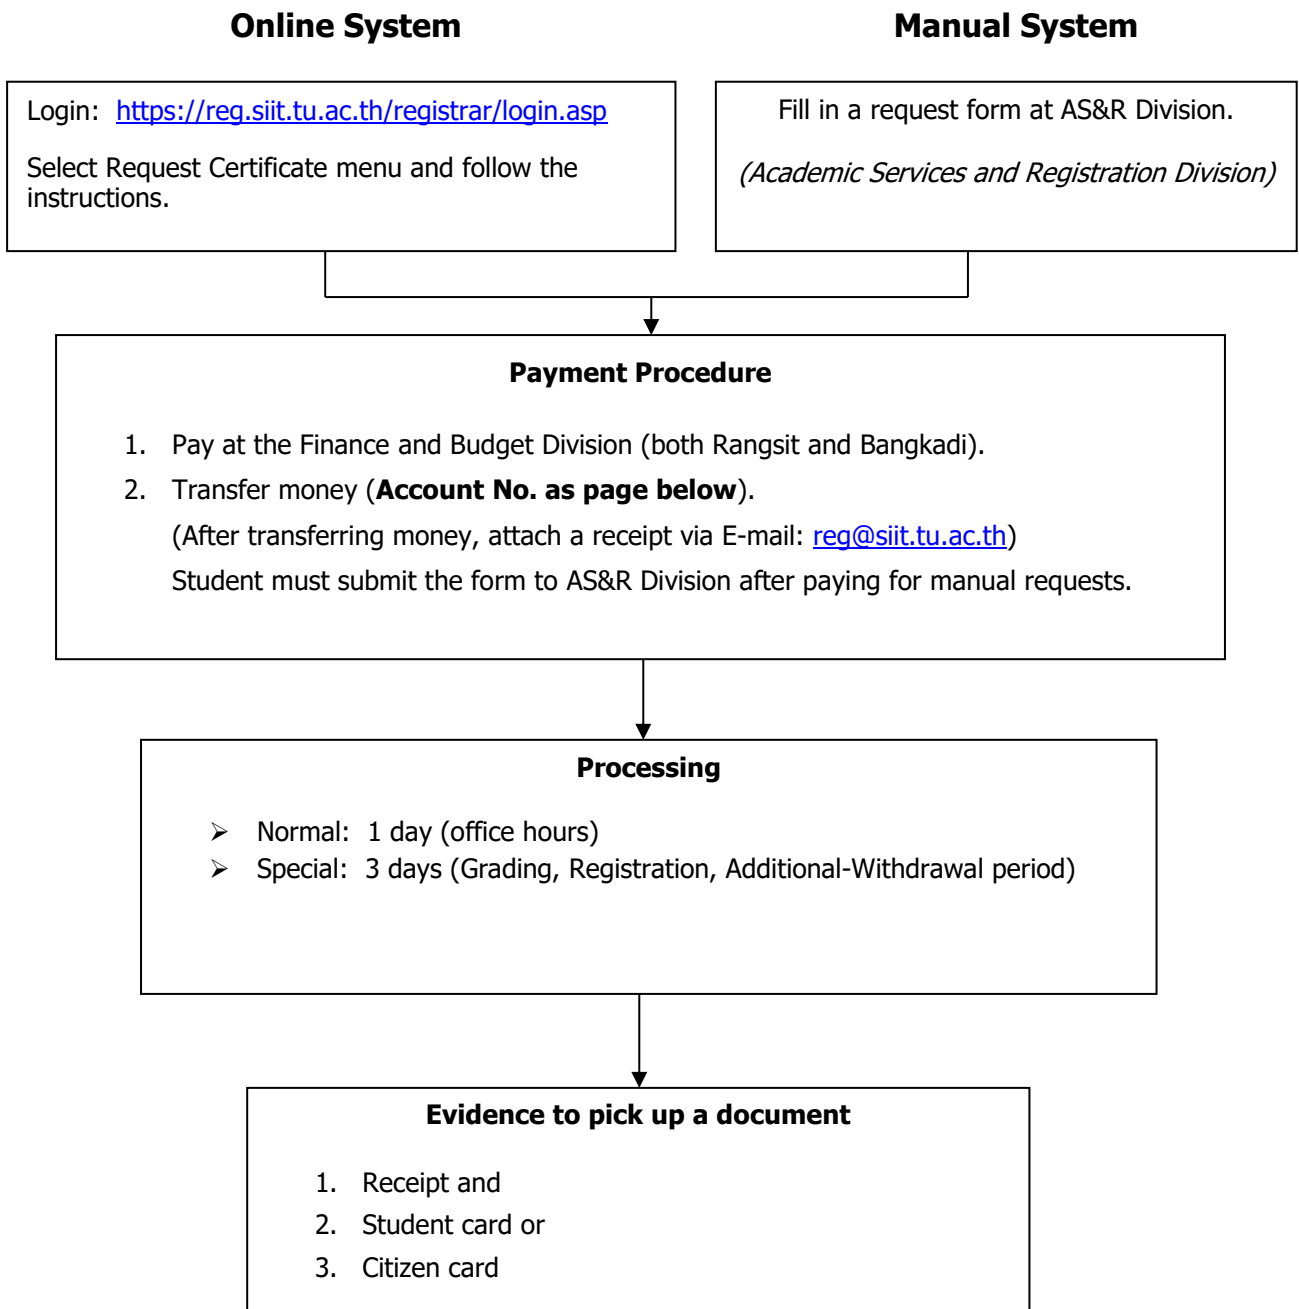 Online System
Manual System
Login: https://reg.siit.tu.ac.th/registrar/login.asp
Select Request Certificate menu and follow the
instructions.
Fill in a request form at AS&R Division.
(Academic Services and Registration Division)
Payment Procedure
1. Pay at the Finance and Budget Division (both Rangsit and Bangkadi).
2. Transfer money (Account No. as page below).
(After transferring money, attach a receipt via E-mail: reg@siit.tu.ac.th)
Student must submit the form to AS&R Division after paying for manual requests.
Processing
➢ Normal: 1 day (office hours)
➢ Special: 3 days (Grading, Registration, Additional-Withdrawal period)
Evidence to pick up a document
1. Receipt and
2. Student card or
3. Citizen card